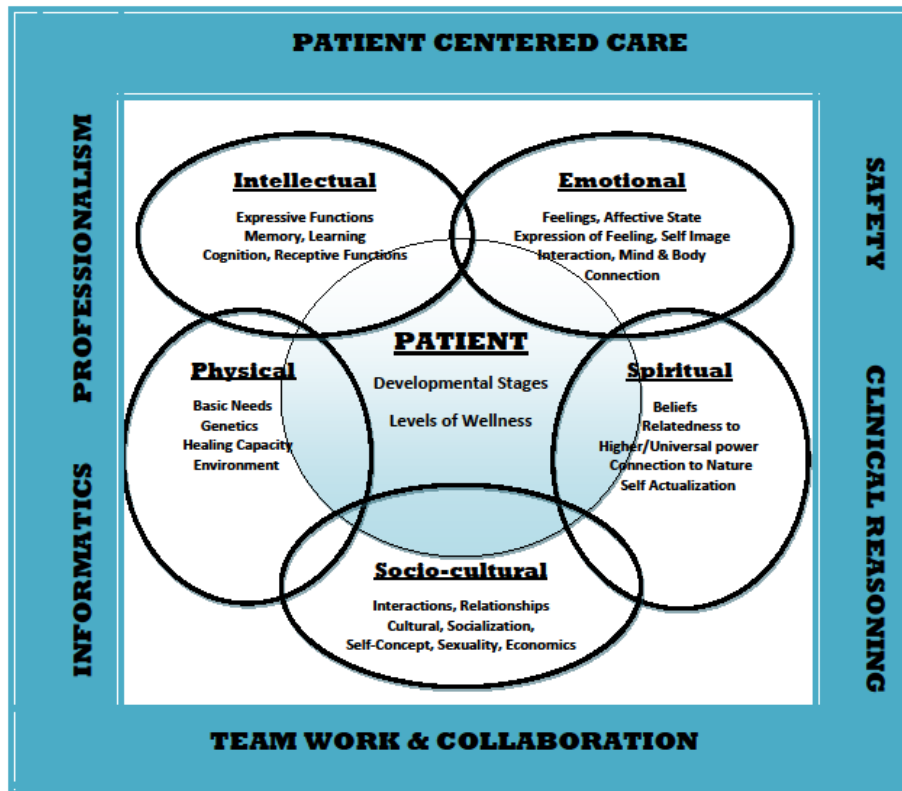 PATIENT CENTERED CARE
PROFESSIONALISM
INFORMATICS
Intellectual
Expressive Functions
Memory, Learning
Cognition, Receptive Functions
Emotional
Feelings, Affective State
Expression of Feeling, Self Image
Interaction, Mind & Body
Connection
PATIENT
Developmental Stages
Levels of Wellness
Physical
Basic Needs
Genetics
Healing Capacity
Environment
Spiritual
Beliefs
Relatedness to
Higher/Universal power
Connection to Nature
Self Actualization
Socio-cultural
Interactions, Relationships
Cultural, Socialization,
Self-Concept, Sexuality, Economics
SAFETY
CLINICAL REASONING
TEAM WORK & COLLABORATION